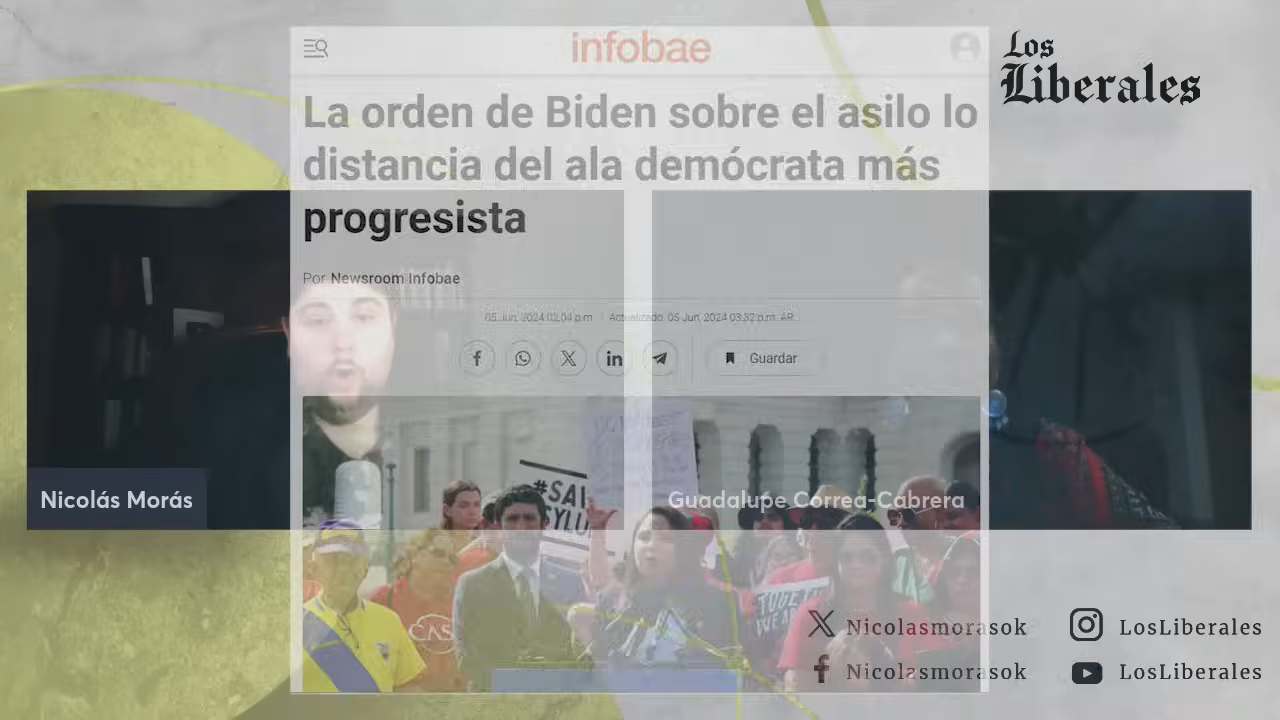 infobae
Los
Liberales
La orden de Biden sobre el asilo lo
distancia del ala demócrata más
progresista
Por Newsroom Infobae
05 Jun, 2024 02:04 p.m.
Actualizado: 05 Jun, 2024 03:32 p.m. AR
Guardar
#SAV
Nicolás Morás
Guadalupe Correa-Cabrera
CAS
Nicolasmorasok
LosLiberales
Nicolasmorasok
LosLiberales